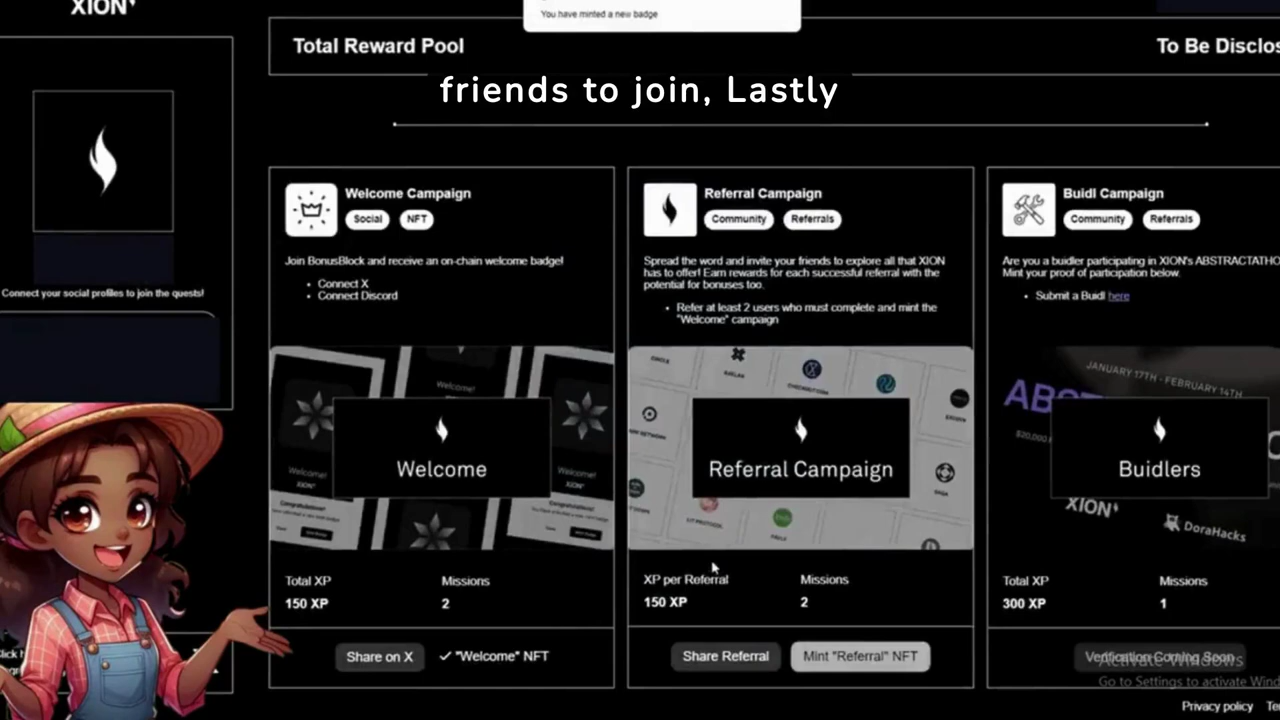 XION
You have minted a new badge
Total Reward Pool
To Be Disclos
friends to join, Lastly
Connect your social profiles to join the quests!
Welcome Campaign
Social
NFT
Join BonusBlock and receive an on-chain welcome badge!
• Connect X
• Connect Discord
Welcome!
Welcome!
Welcome!
XION
Congratulations!
Welcome
Total XP
Missions
150 XP
2
Share on X
"Welcome" NFT
Referral Campaign
Community
Referrals
Spread the word and invite your friends to explore all that XION
has to offer! Earn rewards for each successful referral with the
potential for bonuses too.
• Refer at least 2 users who must complete and mint the
"Welcome" campaign
Referral Campaign
XP per Referral
Missions
150 XP
2
Share Referral
Mint "Referral" NFT
Buidl Campaign
Community
Referrals
Are you a buidler participating in XION's ABSTRACTATHO
Mint your proof of participation below.
• Submit a Buidl here
JANUARY 17TH - FEBRUARY 14TH
$20,000
Buidlers
XION
DoraHacks
Total XP
Missions
300 XP
1
Verification Coming Soon
Activate Windows
Go to Settings to activate Wind
Privacy policy